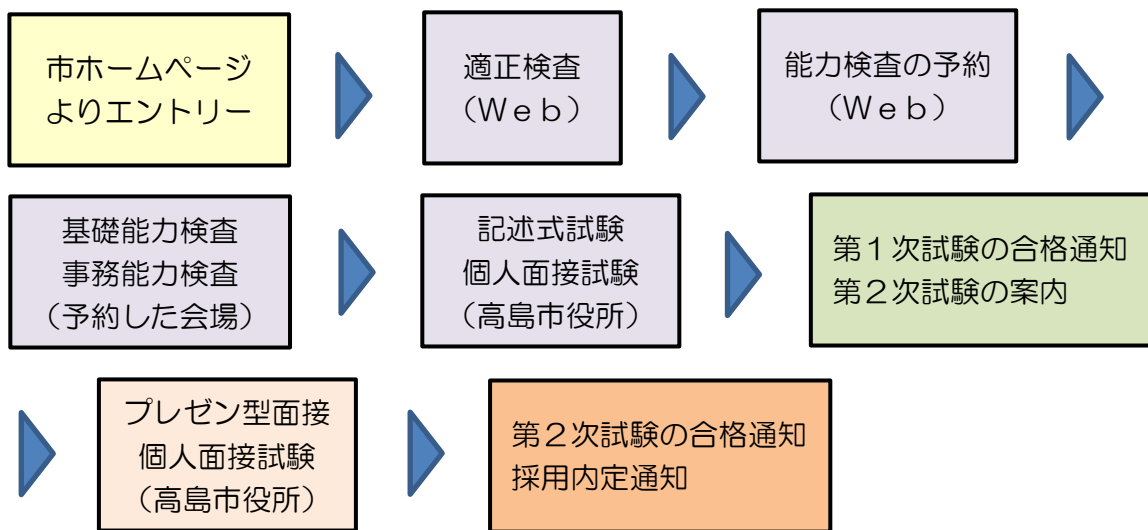 市ホームページ
よりエントリー
適正検査
（Ｗｅｂ）
能力検査の予約
（Ｗｅｂ）
基礎能力検査
事務能力検査
（予約した会場）
記述式試験
個人面接試験
（高島市役所）
第１次試験の合格通知
第２次試験の案内
プレゼン型面接
個人面接試験
（高島市役所）
第２次試験の合格通知
採用内定通知